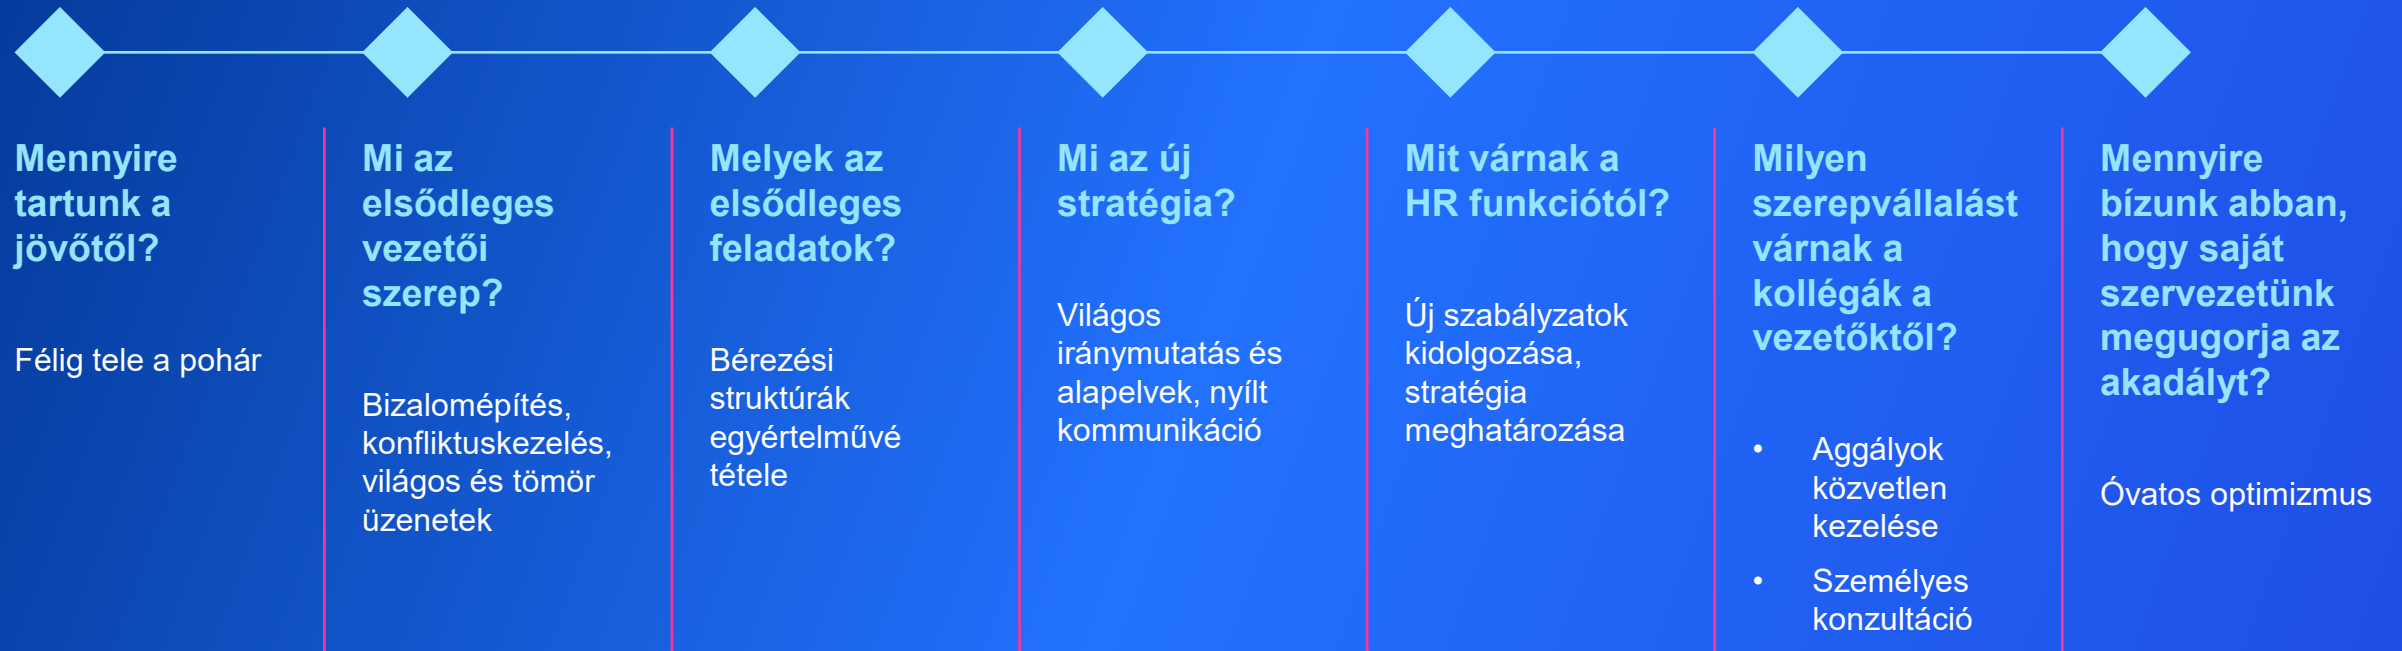 Mennyire
tartunk a
jövőtől?
Félig tele a pohár
Mi az
elsődleges
vezetői
szerep?
Bizalomépítés,
konfliktuskezelés,
világos és tömör
üzenetek
Melyek az
elsődleges
feladatok?
Bérezési
struktúrák
egyértelművé
tétele
Mi az új
stratégia?
Világos
iránymutatás és
alapelvek, nyílt
kommunikáció
Mit várnak a
HR funkciótól?
Új szabályzatok
kidolgozása,
stratégia
meghatározása
Milyen
szerepvállalást
várnak a
kollégák a
vezetőktől?
• Aggályok
közvetlen
kezelése
• Személyes
konzultáció
Mennyire
bízunk abban,
hogy saját
szervezetünk
megugorja az
akadályt?
Óvatos optimizmus